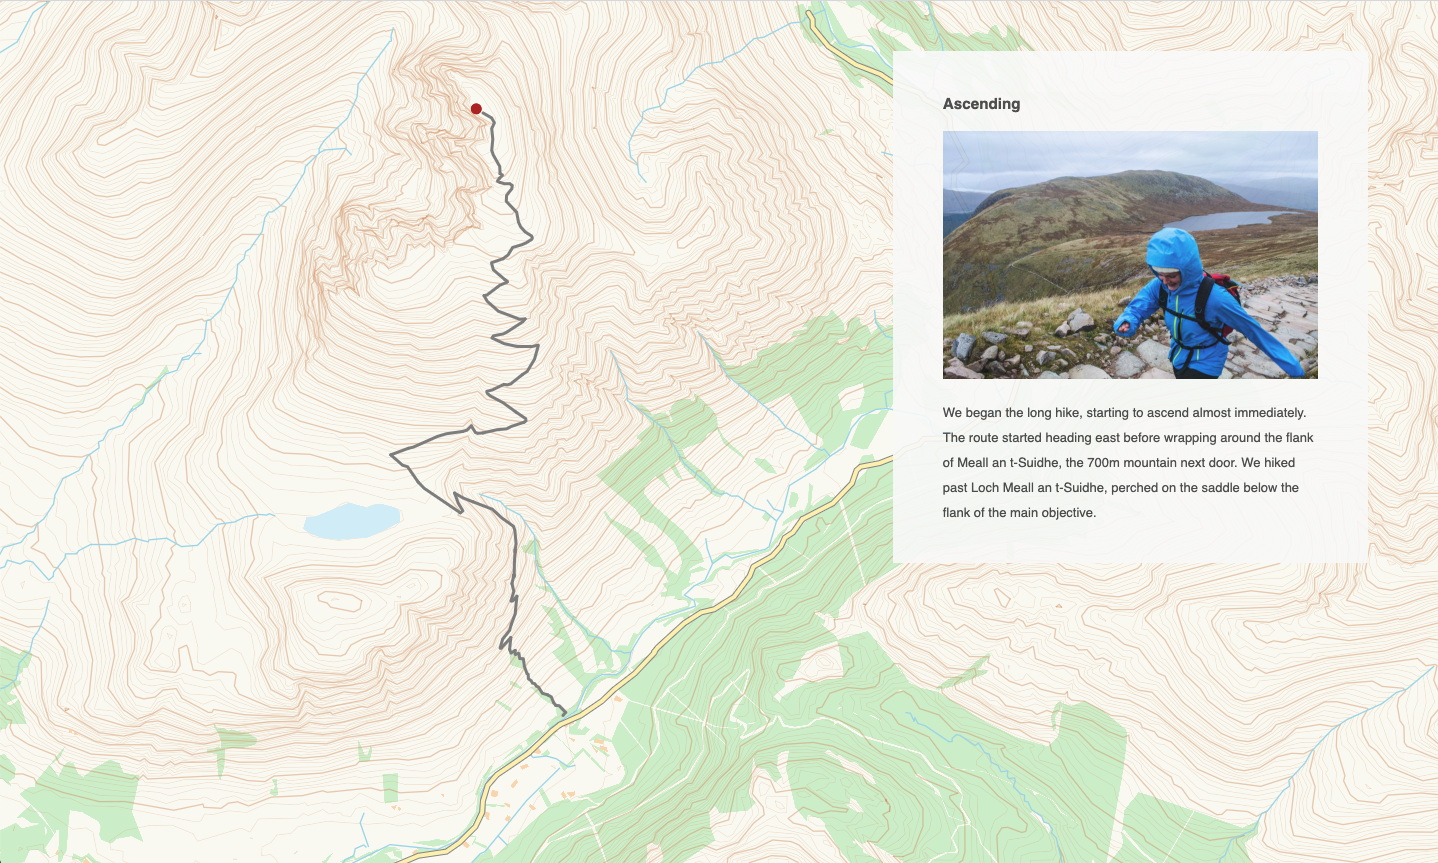 Ascending
We began the long hike, starting to ascend almost immediately.
The route started heading east before wrapping around the flank
of Meall an t-Suidhe, the 700m mountain next door. We hiked
past Loch Meall an t-Suidhe, perched on the saddle below the
flank of the main objective.